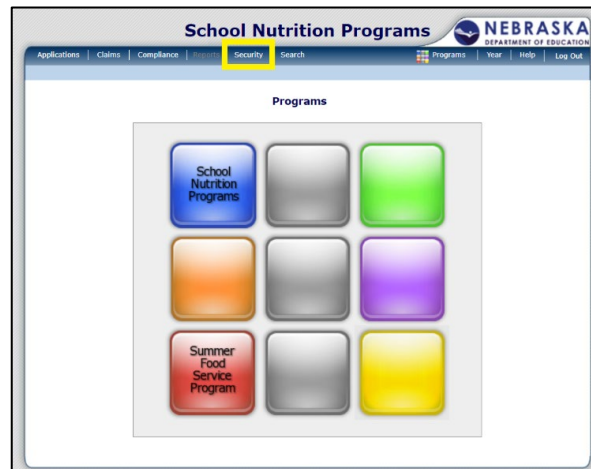 School Nutrition Programs
NEBRASKA
DEPARTMENT OF EDUCATION
Applications | Claims | Compliance | Reports | Security | Search Programs | Year | Help | Log Out
Programs
School
Nutrition
Programs
Summer
Food
Service
Program